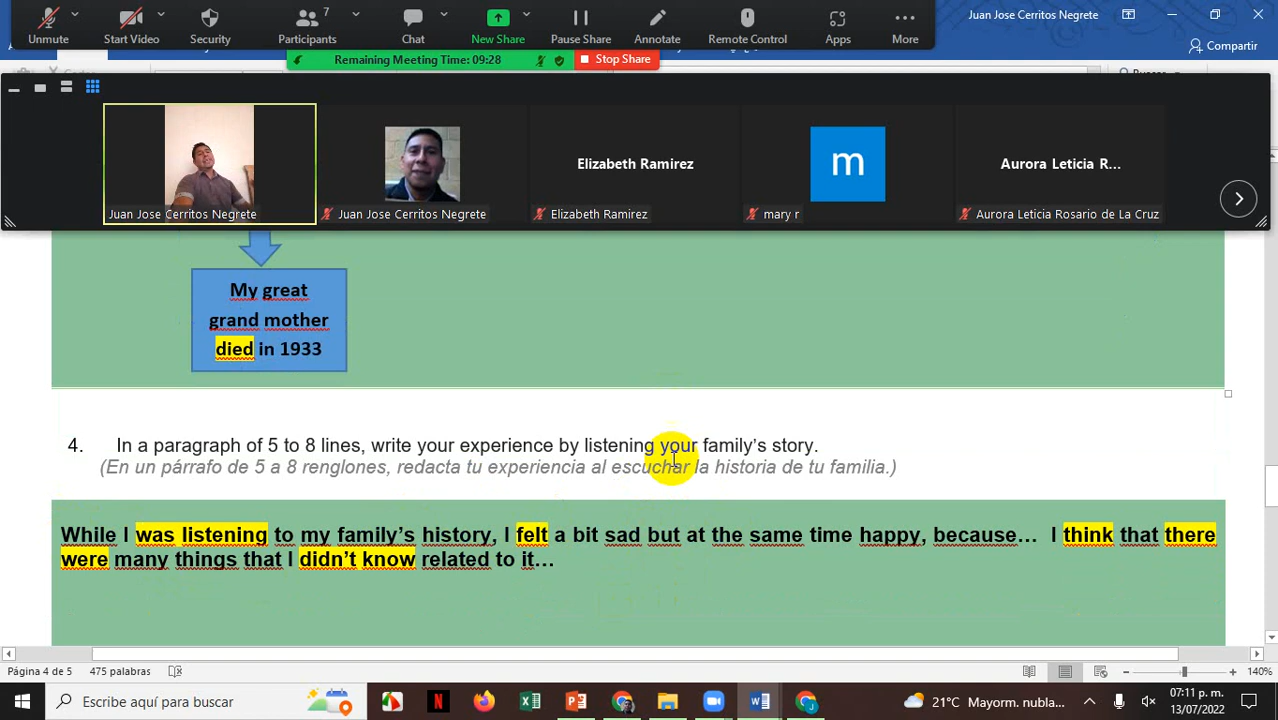 Juan Jose Cerritos Negrete
Unmute
Start Video
Security
7
Participants
Chat
New Share
Pause Share
Annotate
Remote Control
Apps
More
Compartir
Remaining Meeting Time: 09:28
Stop Share
Juan Jose Cerritos Negrete
Juan Jose Cerritos Negrete
Elizabeth Ramirez
Elizabeth Ramirez
m
mary r
Aurora Leticia R...
Aurora Leticia Rosario de La Cruz
My great
grand mother
died in 1933
4. In a paragraph of 5 to 8 lines, write your experience by listening your family's story.
(En un párrafo de 5 a 8 renglones, redacta tu experiencia al escuchar la historia de tu familia.)
While I was listening to my family's history, I felt a bit sad but at the same time happy, because… I think that there
were many things that I didn't know related to it…
Página 4 de 5
475 palabras
140%
Escribe aquí para buscar
21°C Mayorm. nubla...
07:11 p. m.
13/07/2022